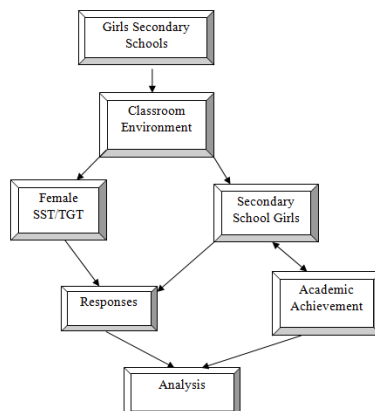 Girls Secondary
Schools
Classroom
Environment
Female
SST/TGT
Secondary
School Girls
Responses
Academic
Achievement
Analysis